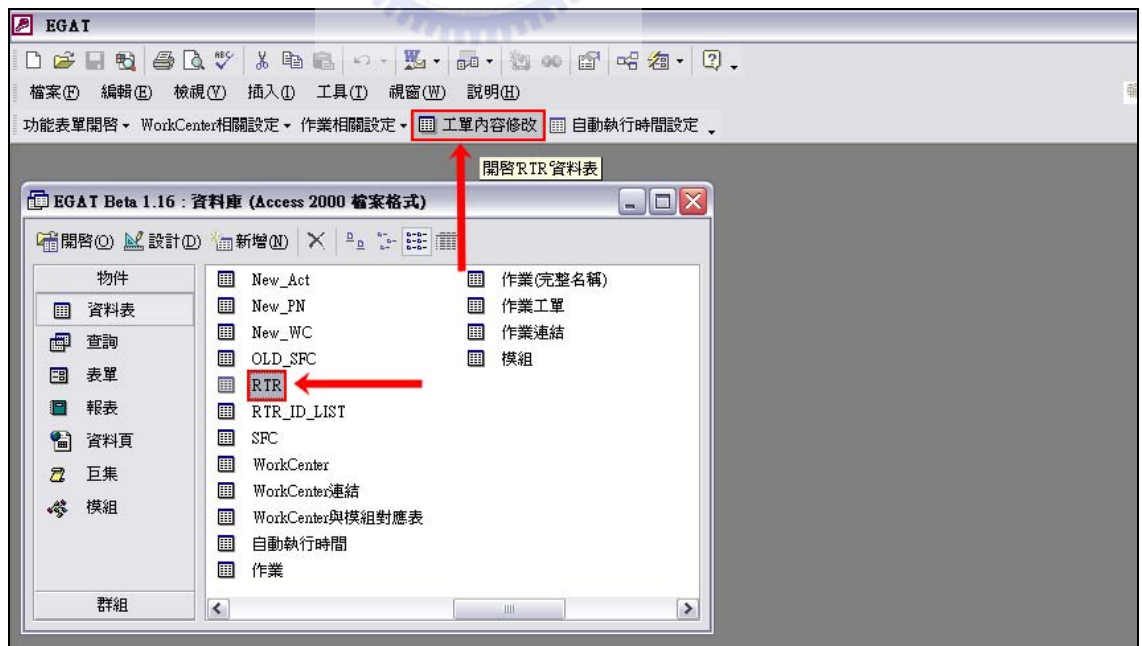 EGAT
檔案(F) 編輯(E) 檢視(V) 插入(I) 工具(T) 視窗(W) 說明(H)
功能表單開啓 WorkCenter相關設定 作業相關設定 工單內容修改 自動執行時間設定
開啓'RTR'資料表
EGAT Beta 1.16 : 資料庫 (Access 2000 檔案格式)
開啓(O) 設計(D) 新增(N)
物件
資料表
查詢
表單
報表
資料頁
巨集
模組
群組
New_Act
New_PN
New_WC
OLD_SFC
RTR
RTR_ID_LIST
SFC
WorkCenter
WorkCenter連結
WorkCenter與模組對應表
自動執行時間
作業
作業(完整名稱)
作業工單
作業連結
模組